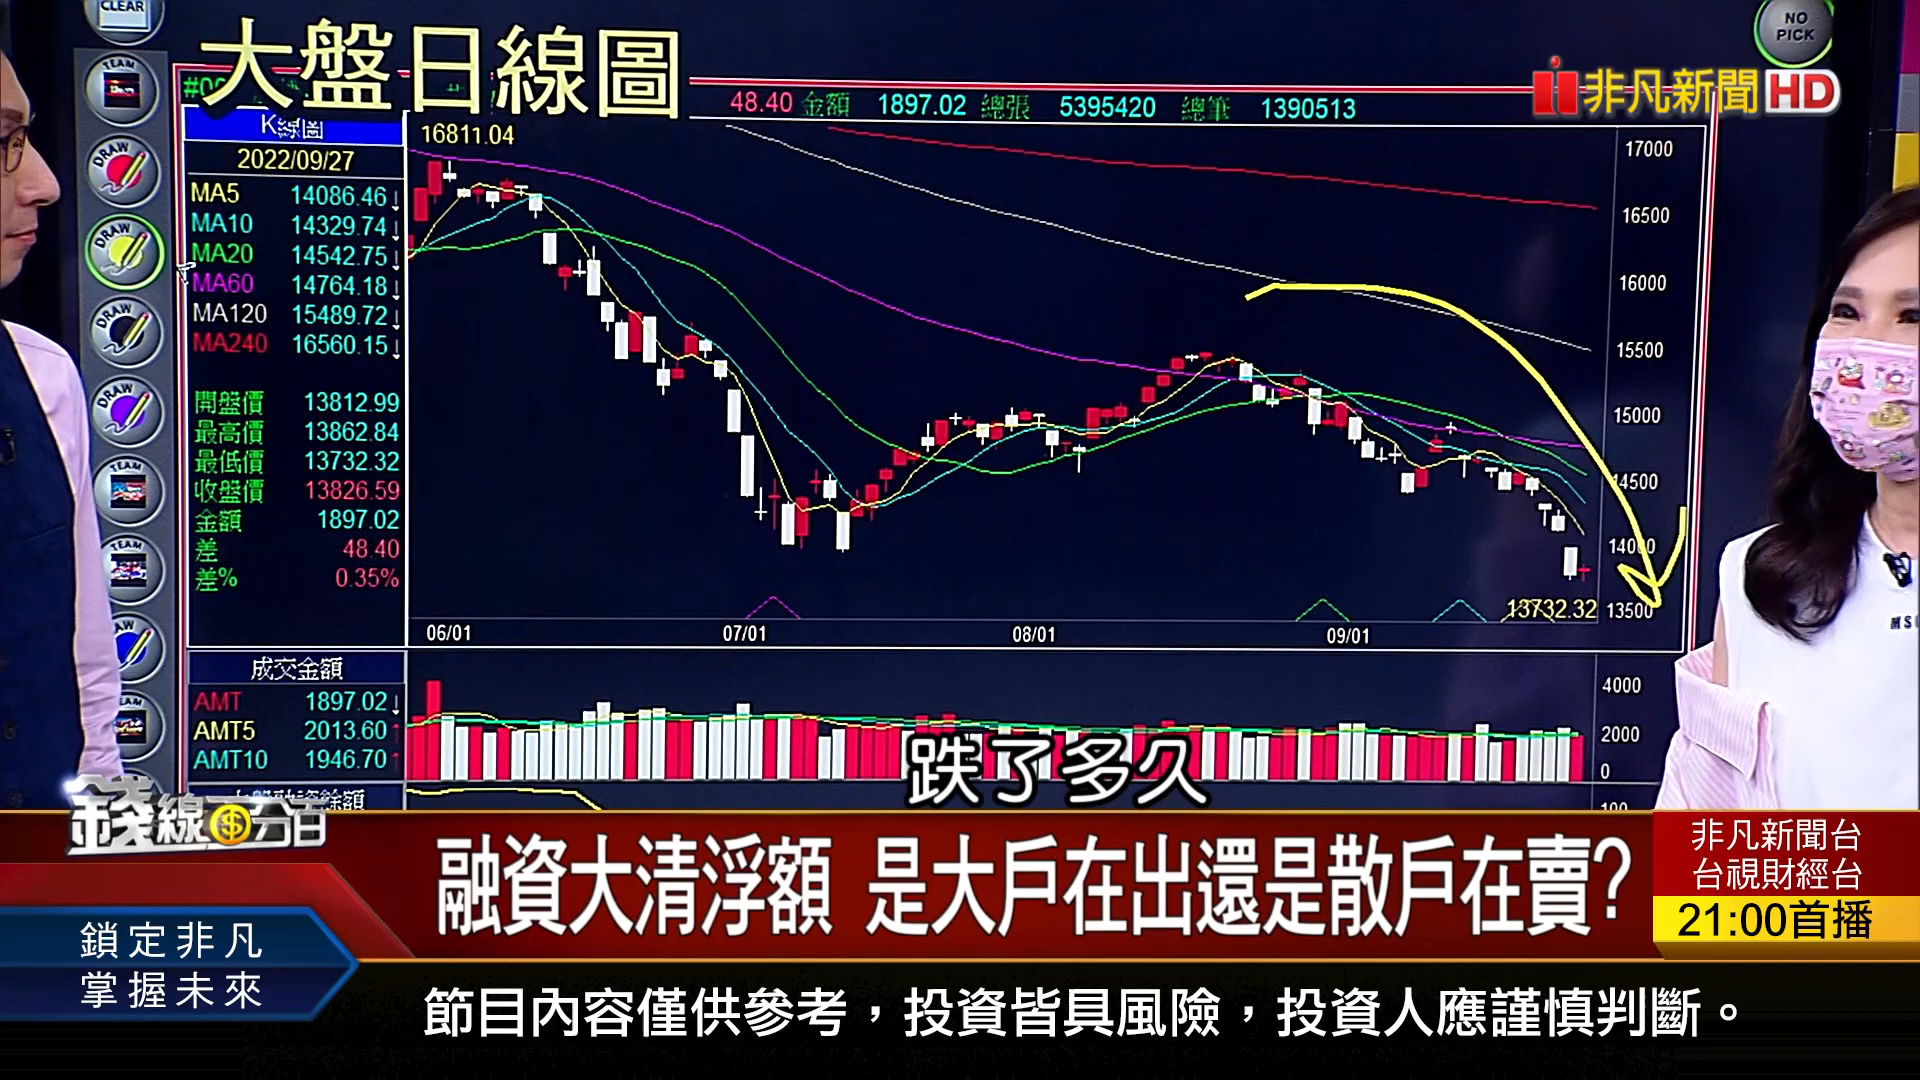 CLEAR
大盤日線圖
NO
PICK
非凡新聞HD
48.40 金額 1897.02 總張 5395420 總筆 1390513
TEAM
DRAW
DRAW
DRAW
DRAW
TEAM
TEAM
K線圖
2022/09/27
MA5 14086.46↓
MA10 14329.74↓
MA20 14542.75↓
MA60 14764.18↓
MA120 15489.72↓
MA240 16560.15↓
開盤價 13812.99
最高價 13862.84
最低價 13732.32
收盤價 13826.59
金額 1897.02
差 48.40
差% 0.35%
16811.04
17000
16500
16000
15500
15000
14500
14000
13500
13732.32
06/01 07/01 08/01 09/01
成交金額
AMT 1897.02↓
AMT5 2013.60↑
AMT10 1946.70↑
4000
2000
0
跌了多久
錢線百分百
融資大清浮額 是大戶在出還是散戶在賣?
非凡新聞台
台視財經台
21:00首播
鎖定非凡
掌握未來
節目內容僅供參考，投資皆具風險，投資人應謹慎判斷。